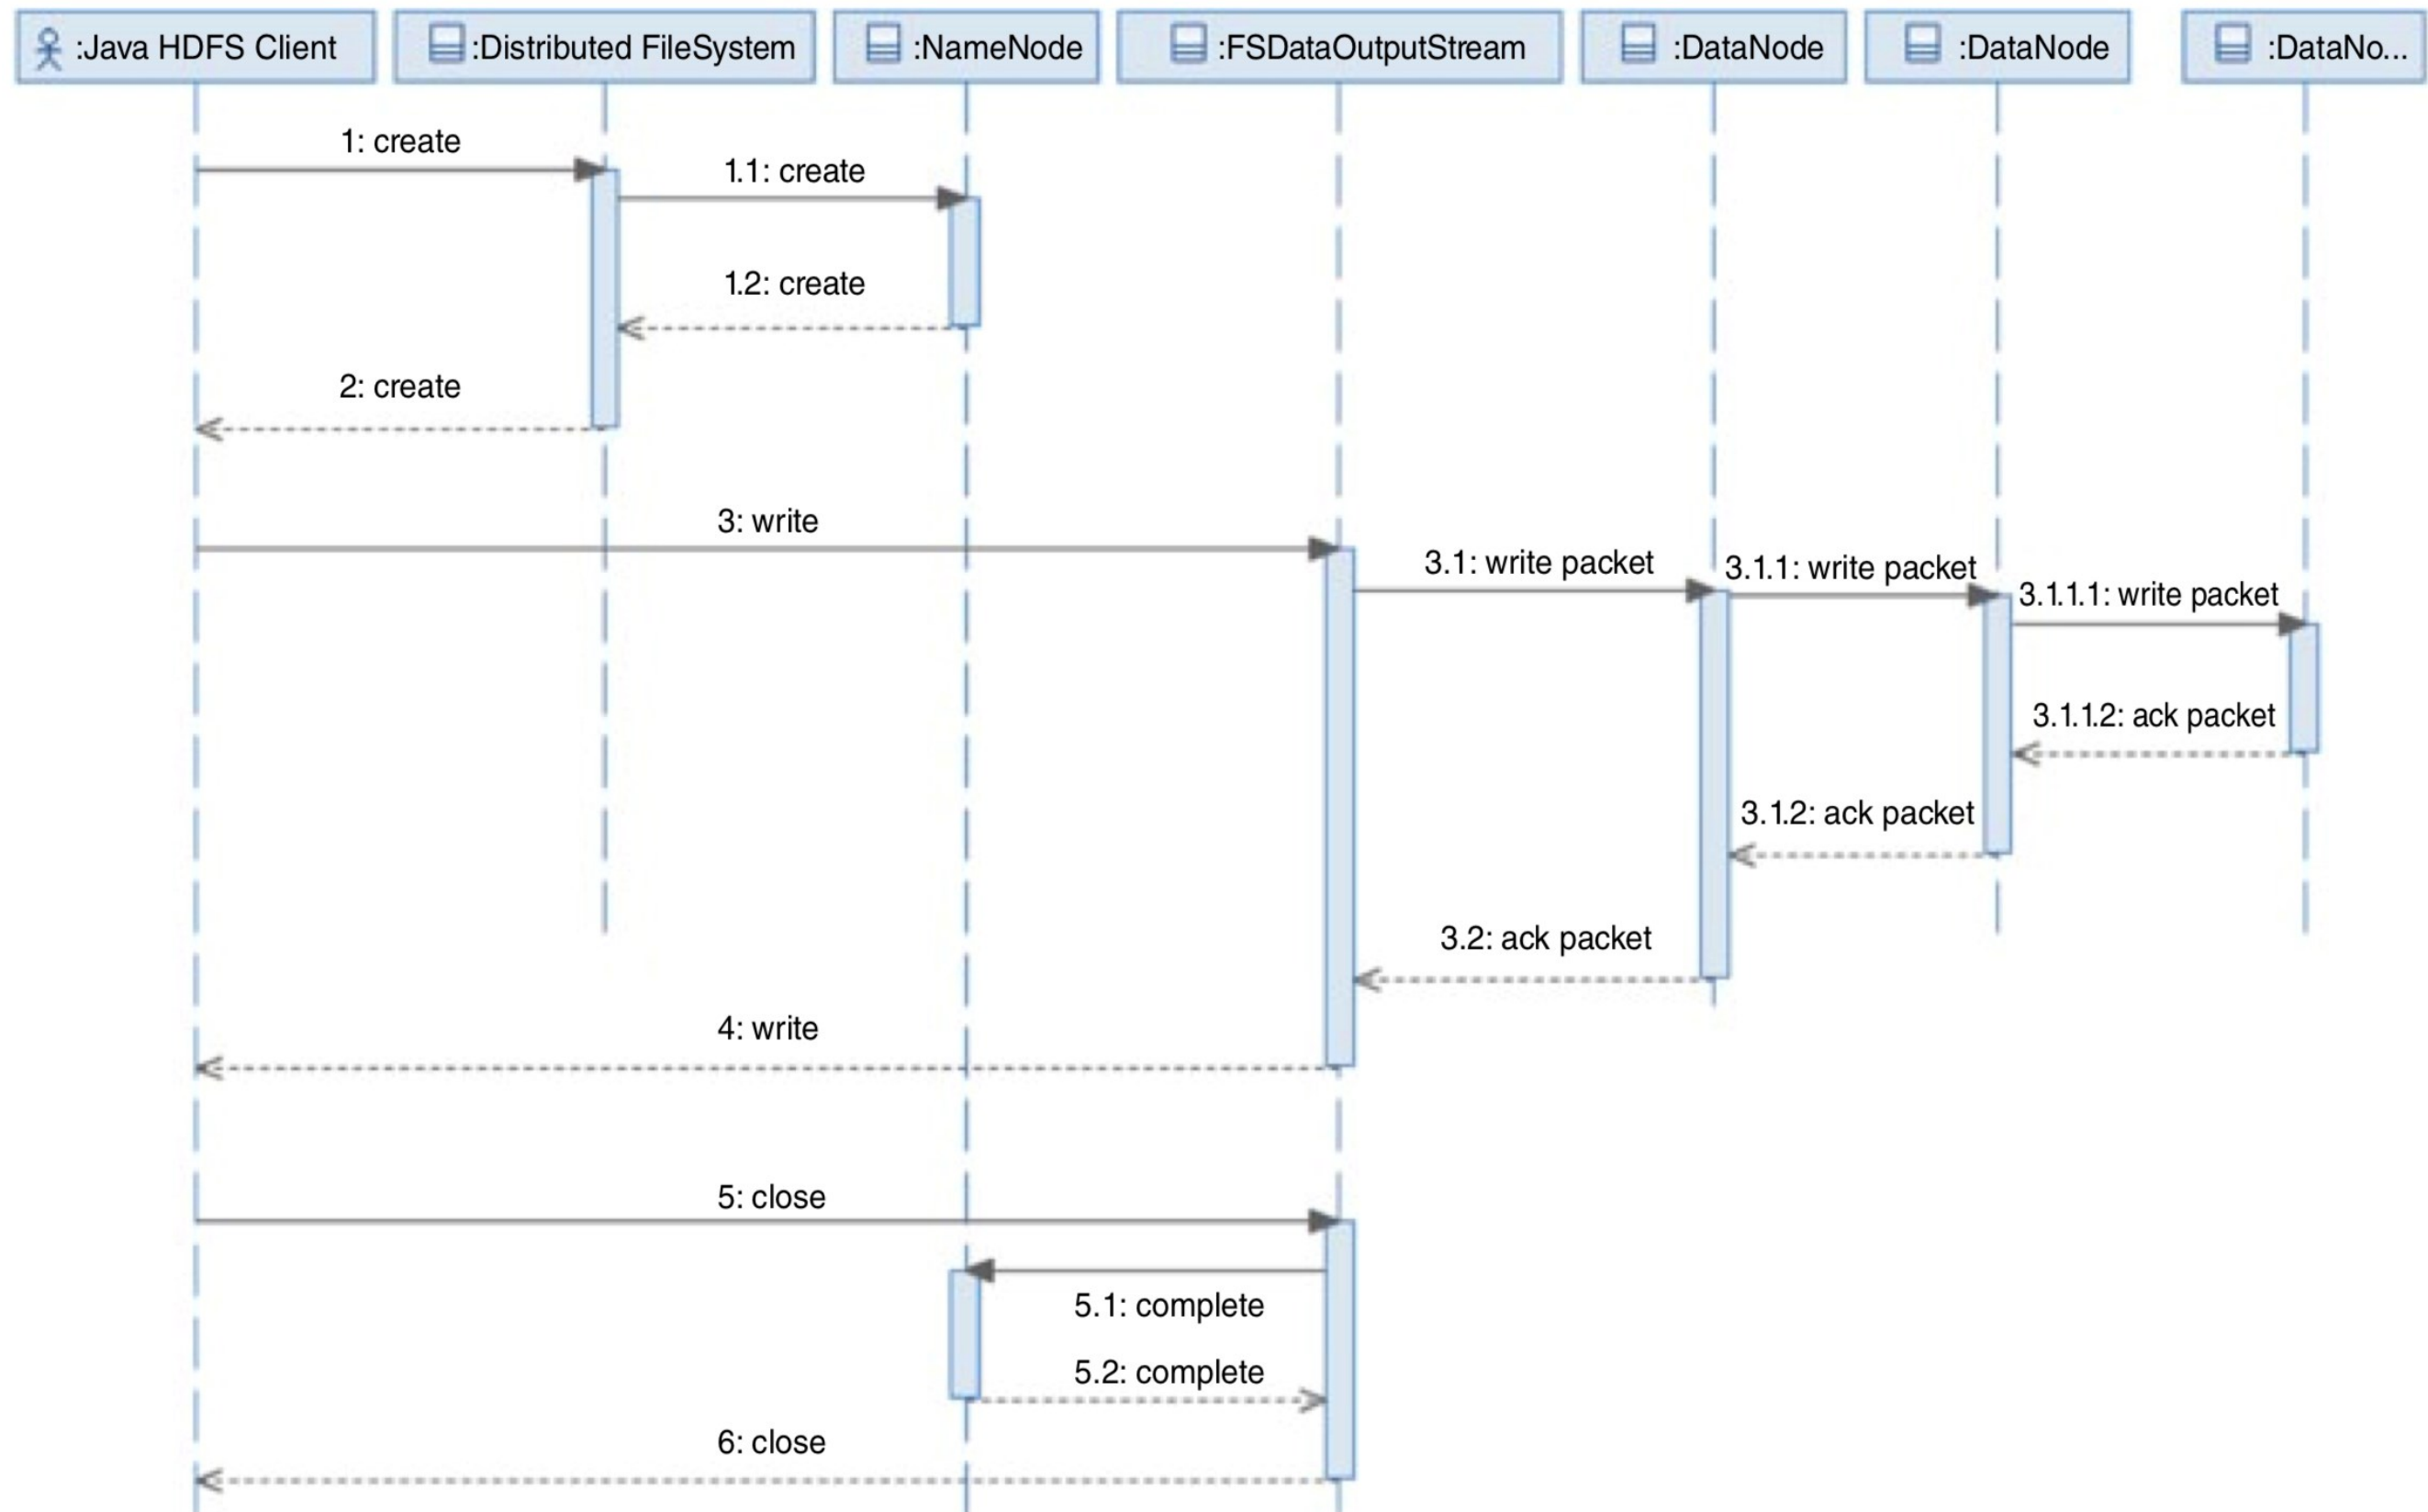 :Java HDFS Client
:Distributed FileSystem
:NameNode
:FSDataOutputStream
:DataNode
:DataNode
:DataNo...
1: create
1.1: create
1.2: create
2: create
3: write
3.1: write packet
3.1.1: write packet
3.1.1.1: write packet
3.1.1.2: ack packet
3.1.2: ack packet
3.2: ack packet
4: write
5: close
5.1: complete
5.2: complete
6: close